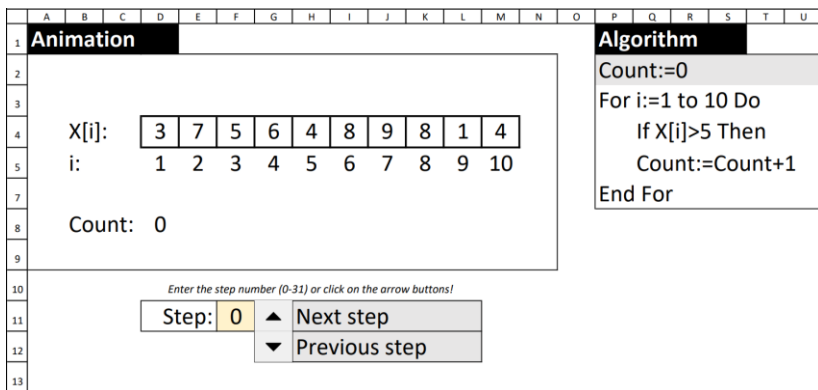 A B C D E F G H I J K L M N O P Q R S T U
1 Animation Algorithm
2 Count:=0
3 For i:=1 to 10 Do
4 X[i]: 3 7 5 6 4 8 9 8 1 4 If X[i]>5 Then
5 i: 1 2 3 4 5 6 7 8 9 10 Count:=Count+1
7 End For
8 Count: 0
9
10 Enter the step number (0-31) or click on the arrow buttons!
11 Step: 0 ▲ Next step
12 ▼ Previous step
13